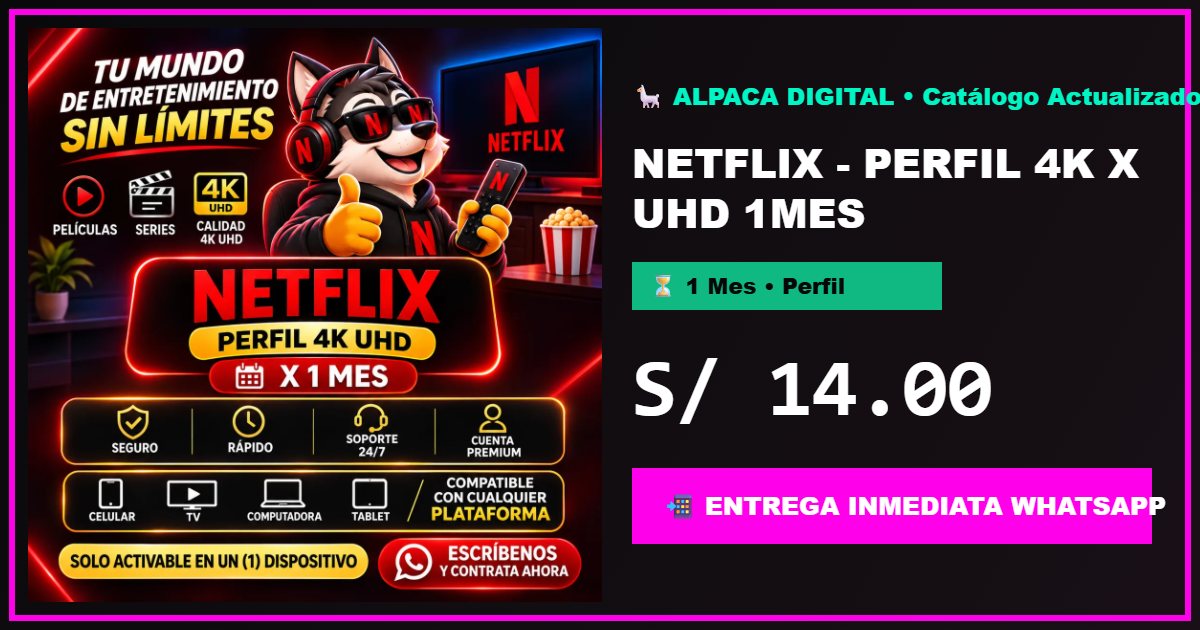 TU MUNDO
DE ENTRETENIMIENTO
SIN LÍMITES
N
NETFLIX
N
N
N
N
N
PELÍCULAS
SERIES
4K
UHD
CALIDAD
4K UHD
NETFLIX
PERFIL 4K UHD
X 1 MES
SEGURO
RÁPIDO
SOPORTE
24/7
CUENTA
PREMIUM
CELULAR
TV
COMPUTADORA
TABLET
COMPATIBLE
CON CUALQUIER
PLATAFORMA
SOLO ACTIVABLE EN UN (1) DISPOSITIVO
ESCRÍBENOS
Y CONTRATA AHORA
🦙 ALPACA DIGITAL • Catálogo Actualizado
NETFLIX - PERFIL 4K X
UHD 1MES
⏳ 1 Mes • Perfil
S/ 14.00
📲 ENTREGA INMEDIATA WHATSAPP